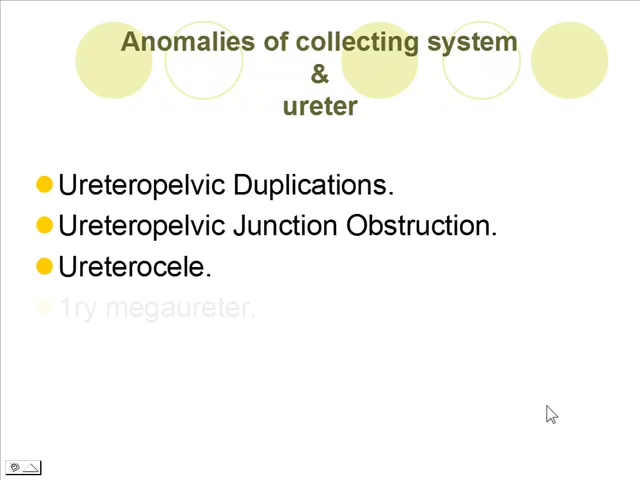 Anomalies of collecting system
&
ureter
Ureteropelvic Duplications.
Ureteropelvic Junction Obstruction.
Ureterocele.
1ry megaureter.